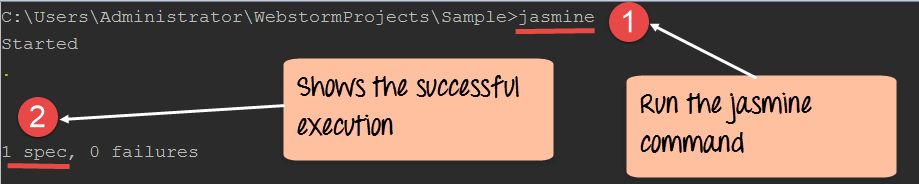 C:\Users\Administrator\WebstormProjects\Sample>jasmine
1
Started
.
Shows the successful
execution
Run the jasmine
command
2
1 spec, 0 failures